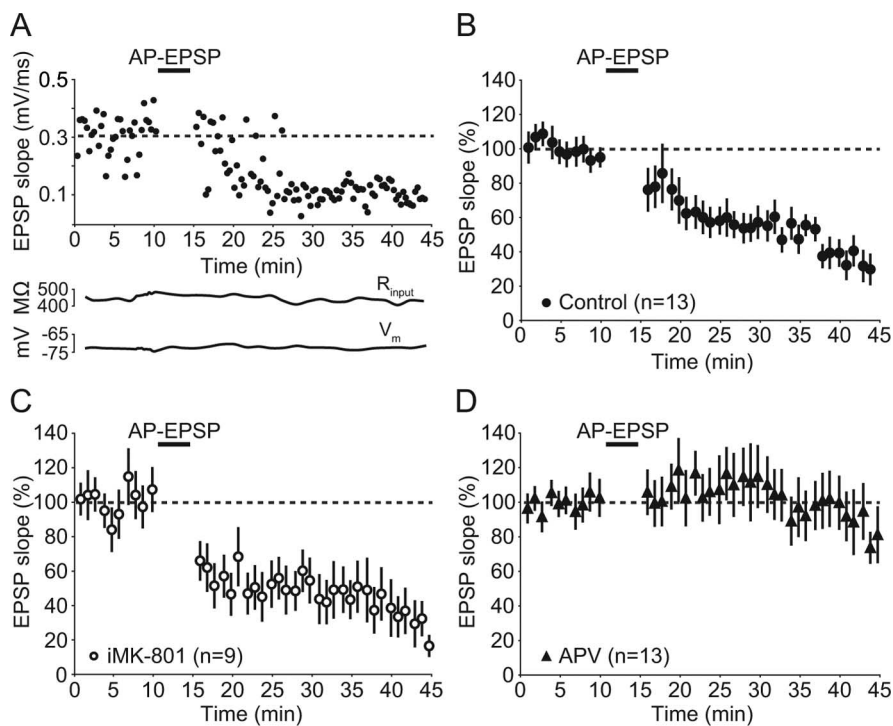 A
AP-EPSP
EPSP slope (mV/ms)
0.5
0.3
0.1
0 5 10 15 20 25 30 35 40 45
Time (min)
MΩ
500
400
Rinput
mV
-65
-75
Vm
B
AP-EPSP
EPSP slope (%)
140
120
100
80
60
40
20
0
Control (n=13)
0 5 10 15 20 25 30 35 40 45
Time (min)
C
AP-EPSP
EPSP slope (%)
140
120
100
80
60
40
20
0
iMK-801 (n=9)
0 5 10 15 20 25 30 35 40 45
Time (min)
D
AP-EPSP
EPSP slope (%)
140
120
100
80
60
40
20
0
APV (n=13)
0 5 10 15 20 25 30 35 40 45
Time (min)